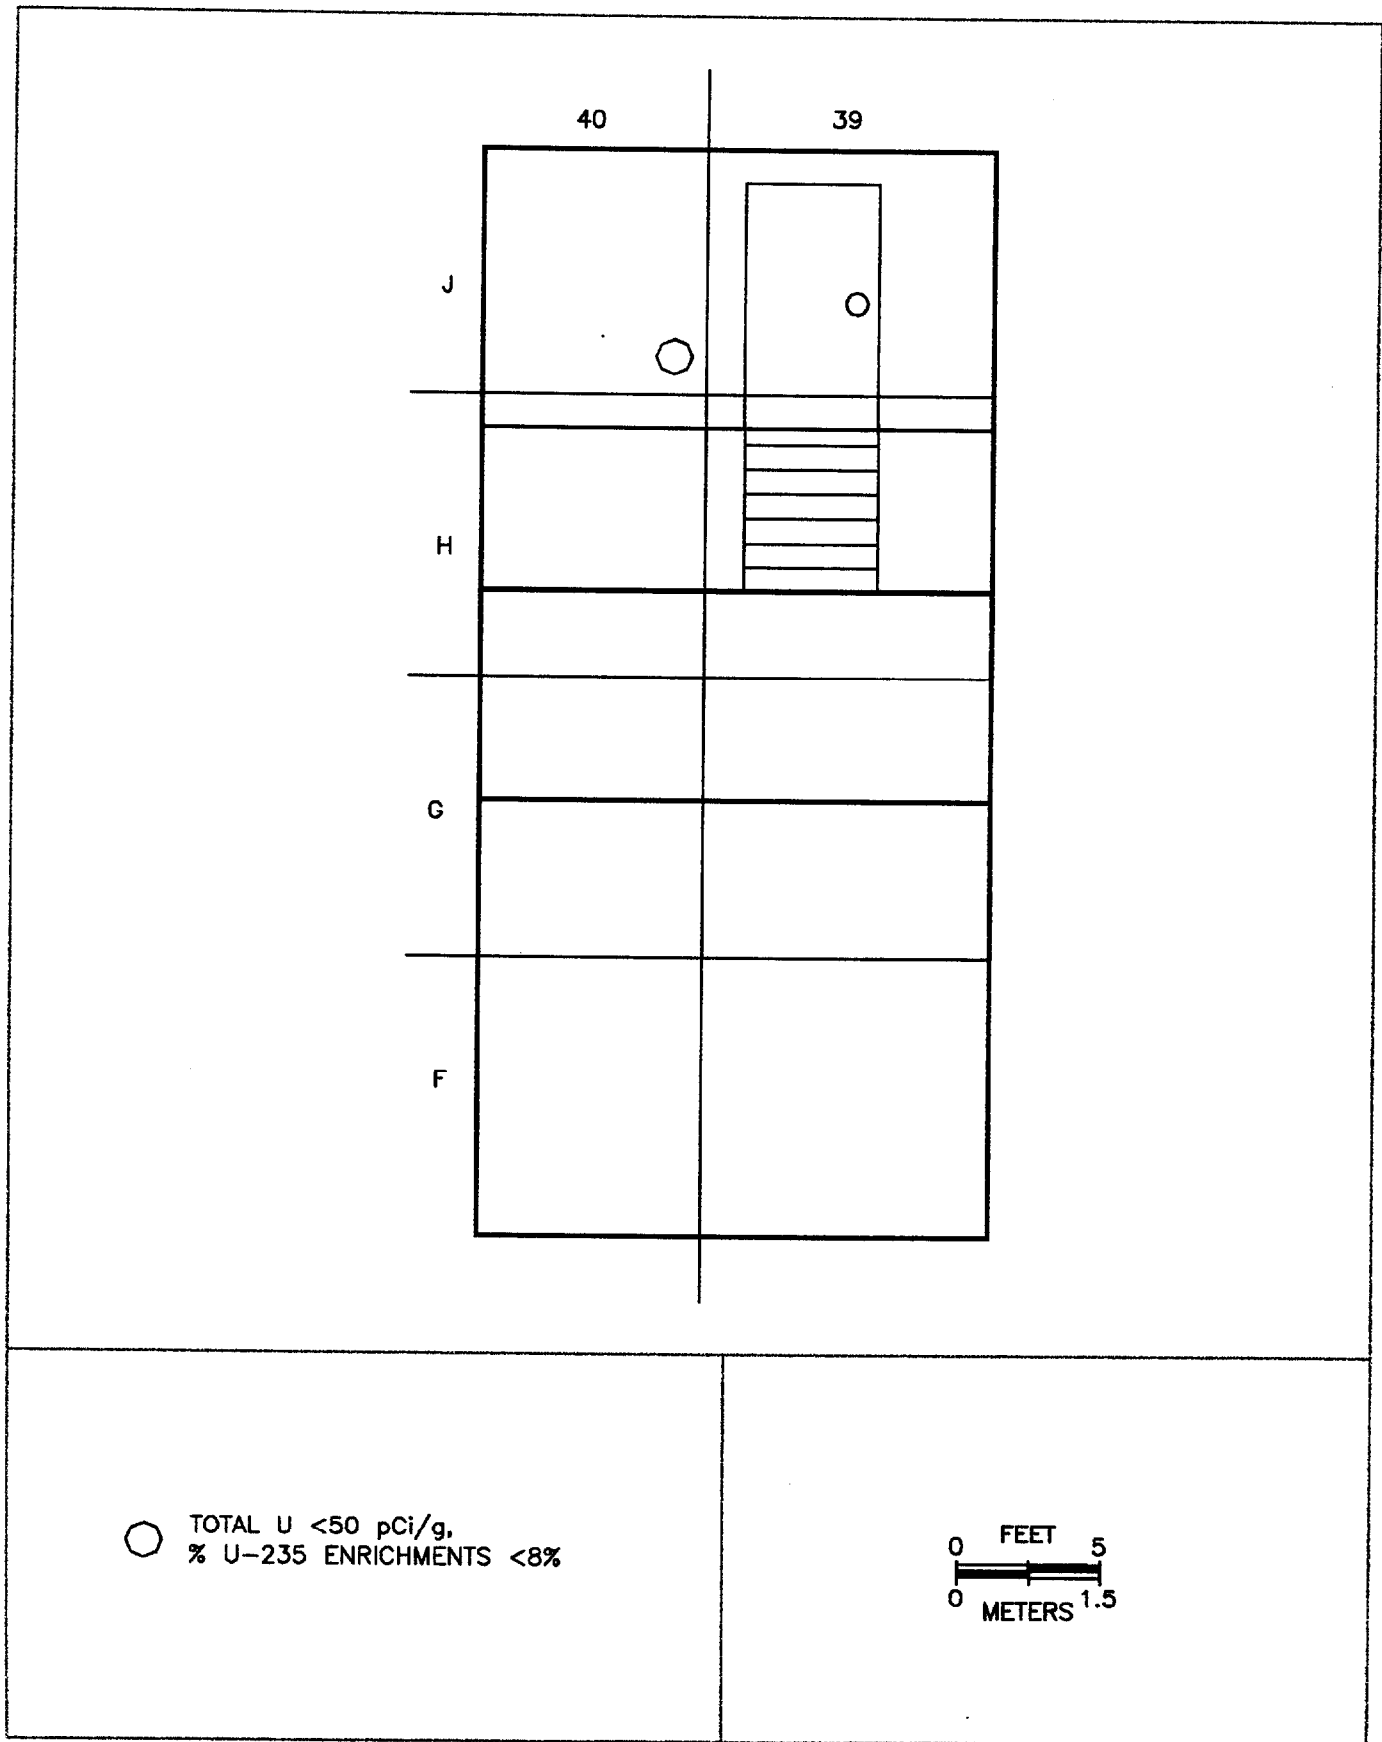 40 39
J
H
G
F
TOTAL U <50 pCi/g,
% U-235 ENRICHMENTS <8%
FEET
0 5
0 1.5
METERS